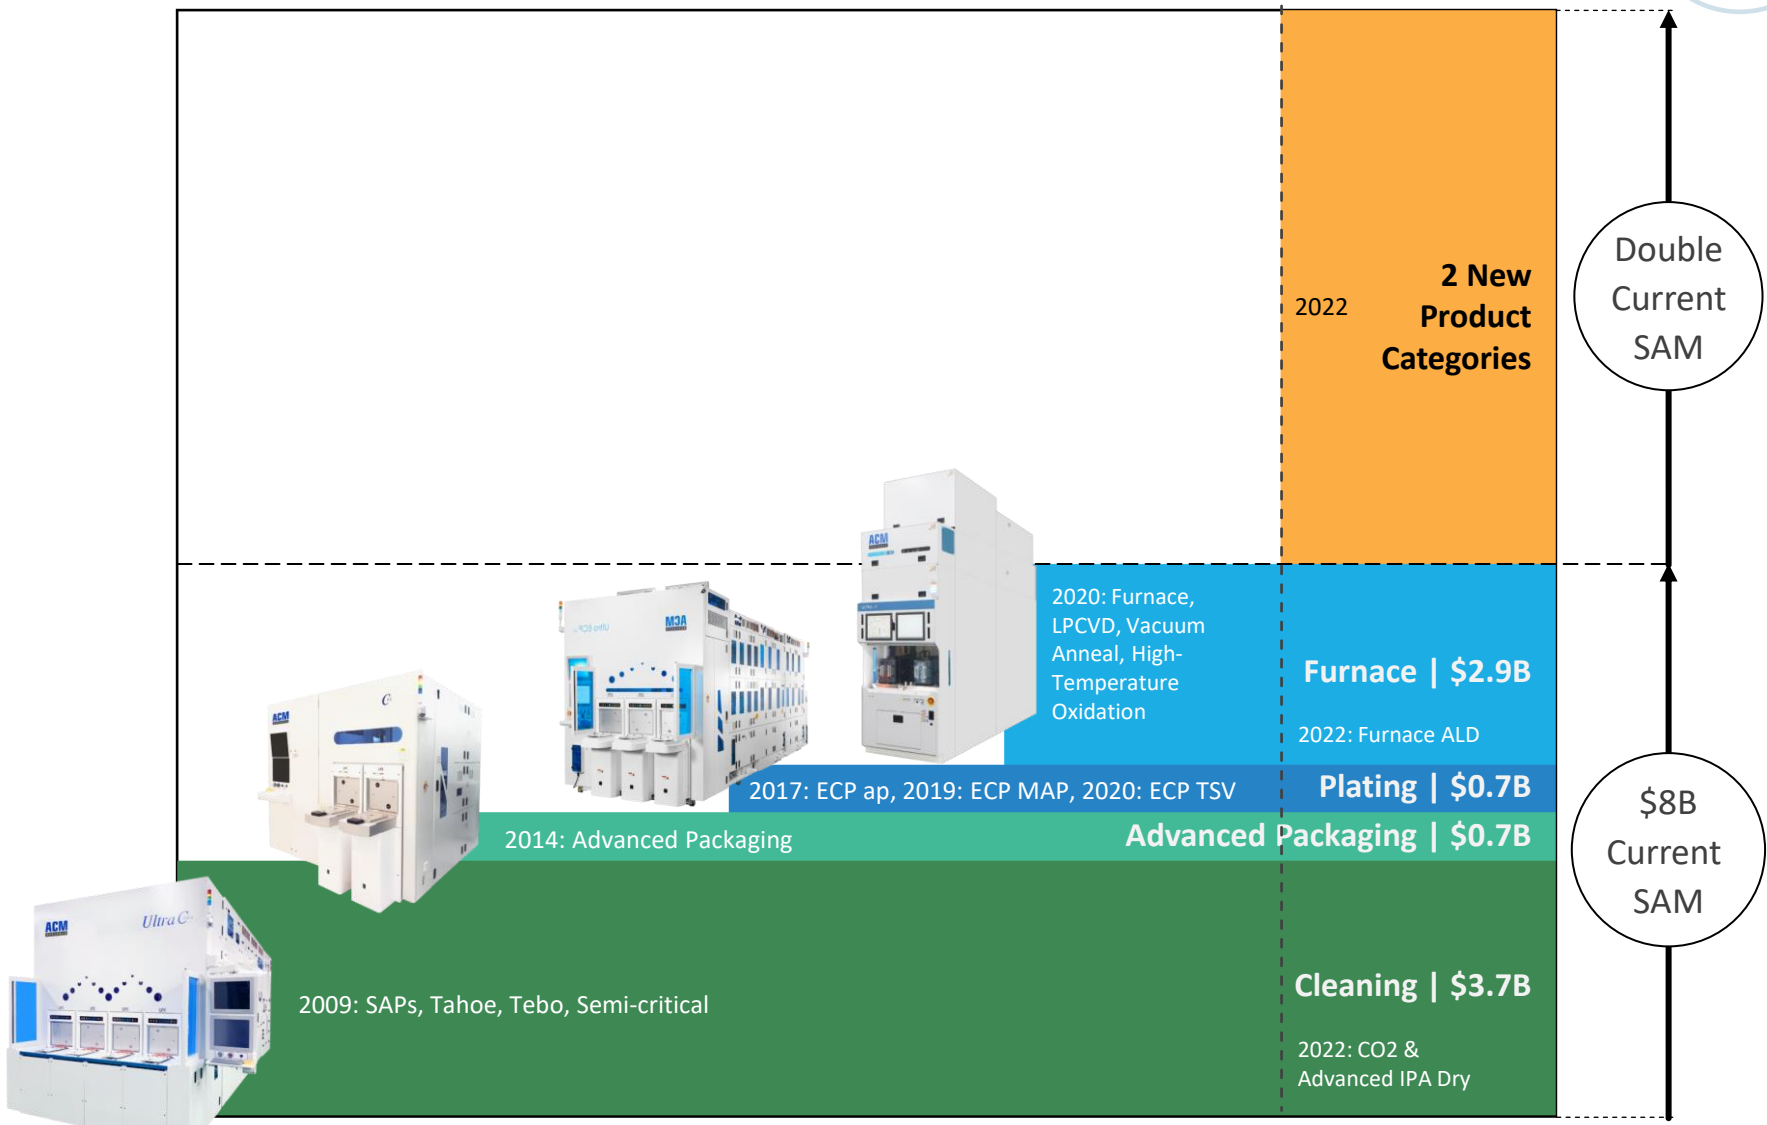 2022
2 New
Product
Categories
Double
Current
SAM
ACM
2020: Furnace,
LPCVD, Vacuum
Anneal, High-
Temperature
Oxidation
Furnace | $2.9B
2022: Furnace ALD
Ultra ECP
ACM
2017: ECP ap, 2019: ECP MAP, 2020: ECP TSV
Plating | $0.7B
ACM
C
2014: Advanced Packaging
Advanced Packaging | $0.7B
$8B
Current
SAM
ACM
Ultra C
2009: SAPs, Tahoe, Tebo, Semi-critical
Cleaning | $3.7B
2022: CO2 &
Advanced IPA Dry